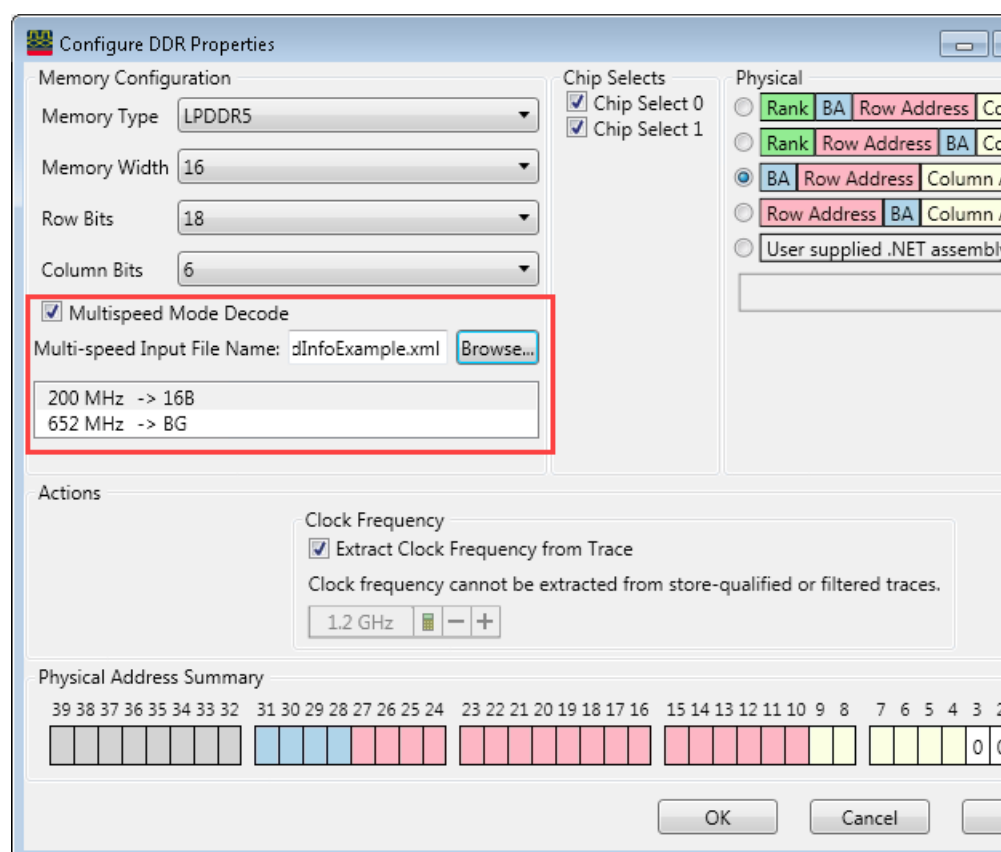 Configure DDR Properties
Memory Configuration
Memory Type LPDDR5
Memory Width 16
Row Bits 18
Column Bits 6
Multispeed Mode Decode
Multi-speed Input File Name: dInfoExample.xml Browse...
200 MHz -> 16B
652 MHz -> BG
Chip Selects
Chip Select 0
Chip Select 1
Physical
Rank BA Row Address Co
Rank Row Address BA Co
BA Row Address Column A
Row Address BA Column A
User supplied .NET assembly
Actions
Clock Frequency
Extract Clock Frequency from Trace
Clock frequency cannot be extracted from store-qualified or filtered traces.
1.2 GHz − +
Physical Address Summary
39 38 37 36 35 34 33 32 31 30 29 28 27 26 25 24 23 22 21 20 19 18 17 16 15 14 13 12 11 10 9 8 7 6 5 4 3 2
0 0
OK Cancel